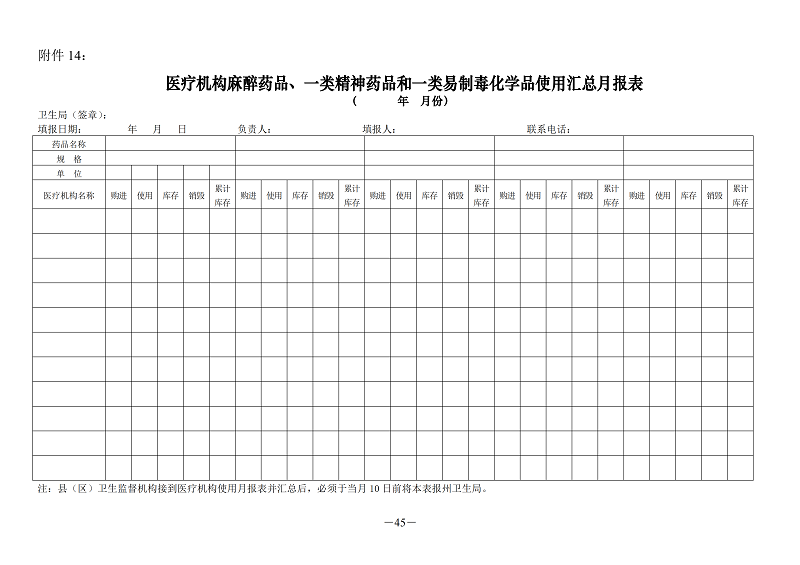 附件 14：
医疗机构麻醉药品、一类精神药品和一类易制毒化学品使用汇总月报表
( 年 月份)
卫生局（签章）：
填报日期： 年 月 日 负责人： 填报人： 联系电话：
药品名称
规 格
单 位
医疗机构名称 购进 使用 库存 销毁 累计库存 购进 使用 库存 销毁 累计库存 购进 使用 库存 销毁 累计库存 购进 使用 库存 销毁 累计库存 购进 使用 库存 销毁 累计库存
注：县（区）卫生监督机构接到医疗机构使用月报表并汇总后，必须于当月 10 日前将本表报州卫生局。
—45—